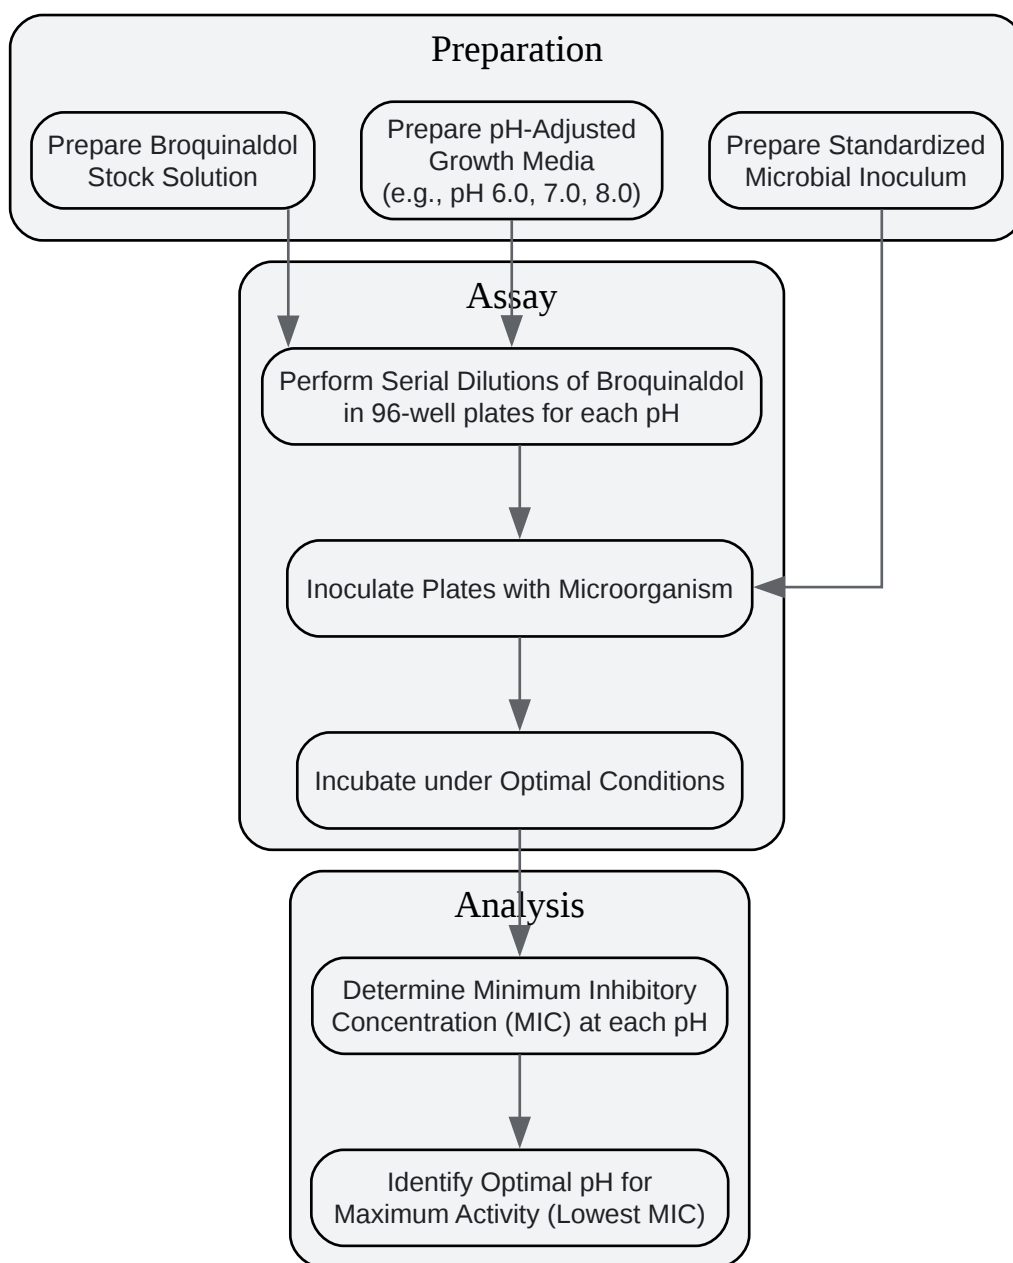 Preparation
Prepare Broquinaldol
Stock Solution
Prepare pH-Adjusted
Growth Media
(e.g., pH 6.0, 7.0, 8.0)
Prepare Standardized
Microbial Inoculum
Assay
Perform Serial Dilutions of Broquinaldol
in 96-well plates for each pH
Inoculate Plates with Microorganism
Incubate under Optimal Conditions
Analysis
Determine Minimum Inhibitory
Concentration (MIC) at each pH
Identify Optimal pH for
Maximum Activity (Lowest MIC)